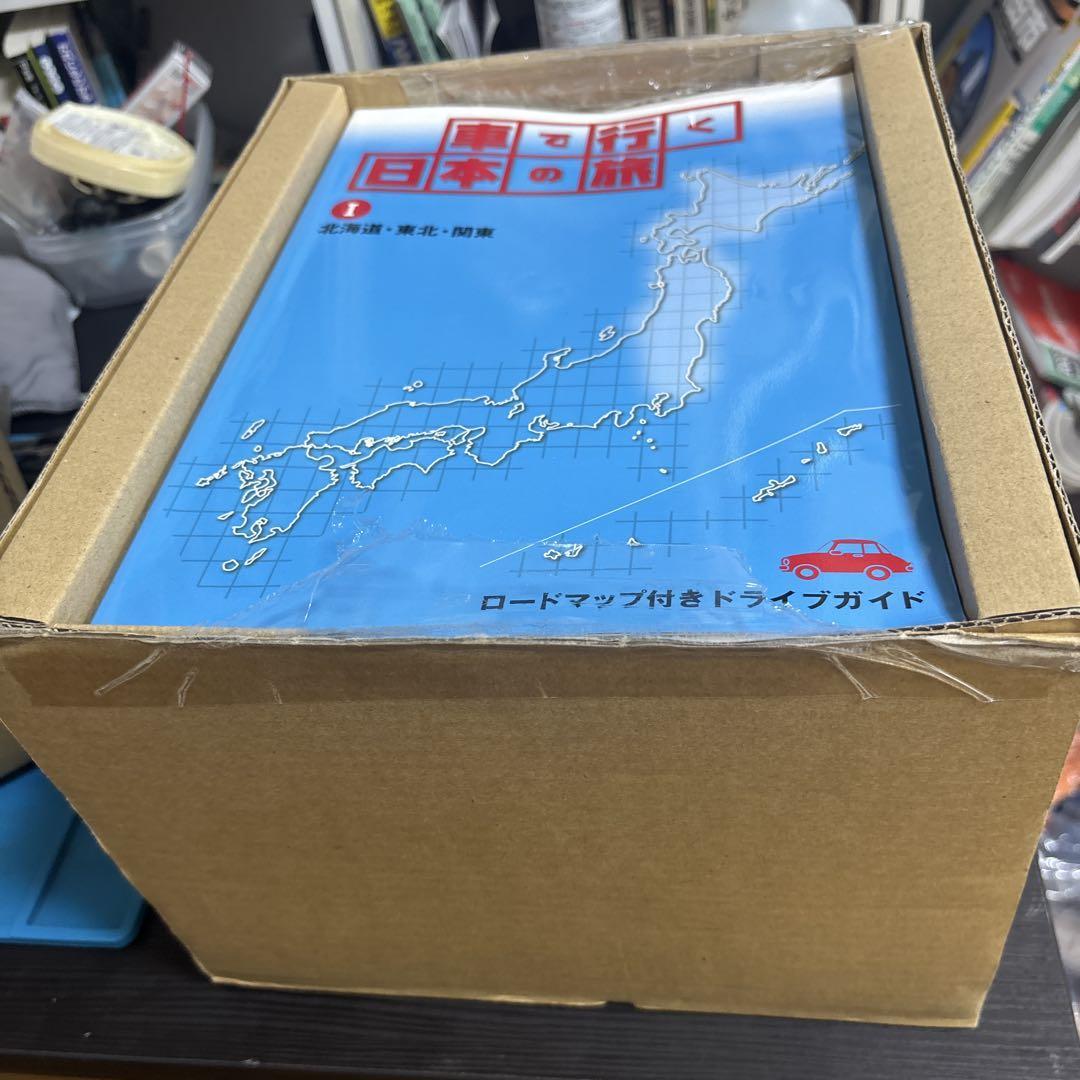 車で行く
日本の旅
I
北海道・東北・関東
ロードマップ付きドライブガイド